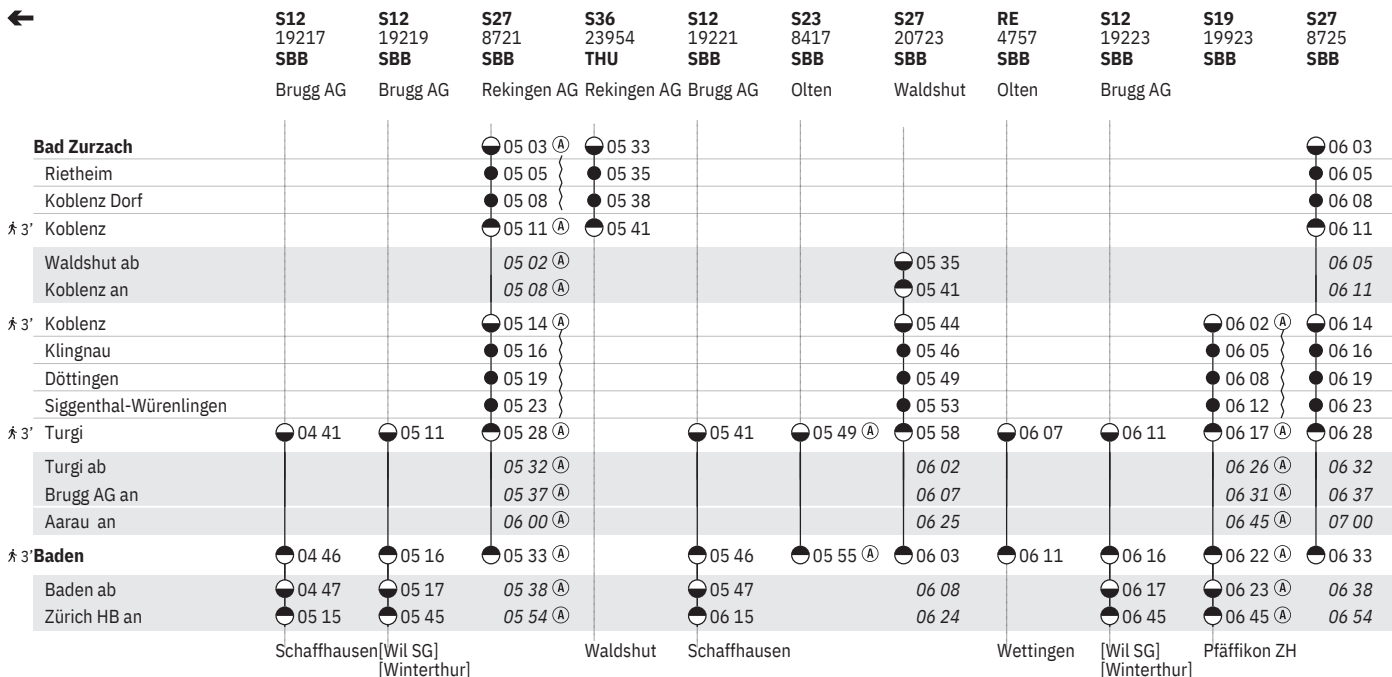 S12 S12 S27 S36 S12 S23 S27 RE S12 S19 S27
19217 19219 8721 23954 19221 8417 20723 4757 19223 19923 8725
SBB SBB SBB THU SBB SBB SBB SBB SBB SBB SBB
Brugg AG Brugg AG Rekingen AG Rekingen AG Brugg AG Olten Waldshut Olten Brugg AG
Bad Zurzach 05 03 A 05 33 06 03
Rietheim 05 05 05 35 06 05
Koblenz Dorf 05 08 05 38 06 08
3' Koblenz 05 11 A 05 41 06 11
Waldshut ab 05 02 A 05 35 06 05
Koblenz an 05 08 A 05 41 06 11
3' Koblenz 05 14 A 05 44 06 02 A 06 14
Klingnau 05 16 05 46 06 05 06 16
Döttingen 05 19 05 49 06 08 06 19
Siggenthal-Würenlingen 05 23 05 53 06 12 06 23
3' Turgi 04 41 05 11 05 28 A 05 41 05 49 A 05 58 06 07 06 11 06 17 A 06 28
Turgi ab 05 32 A 06 02 06 26 A 06 32
Brugg AG an 05 37 A 06 07 06 31 A 06 37
Aarau an 06 00 A 06 25 06 45 A 07 00
3' Baden 04 46 05 16 05 33 A 05 46 05 55 A 06 03 06 11 06 16 06 22 A 06 33
Baden ab 04 47 05 17 05 38 A 05 47 06 08 06 17 06 23 A 06 38
Zürich HB an 05 15 05 45 05 54 A 06 15 06 24 06 45 06 45 A 06 54
Schaffhausen [Wil SG] Waldshut Schaffhausen Wettingen [Wil SG] Pfäffikon ZH
[Winterthur] [Winterthur]